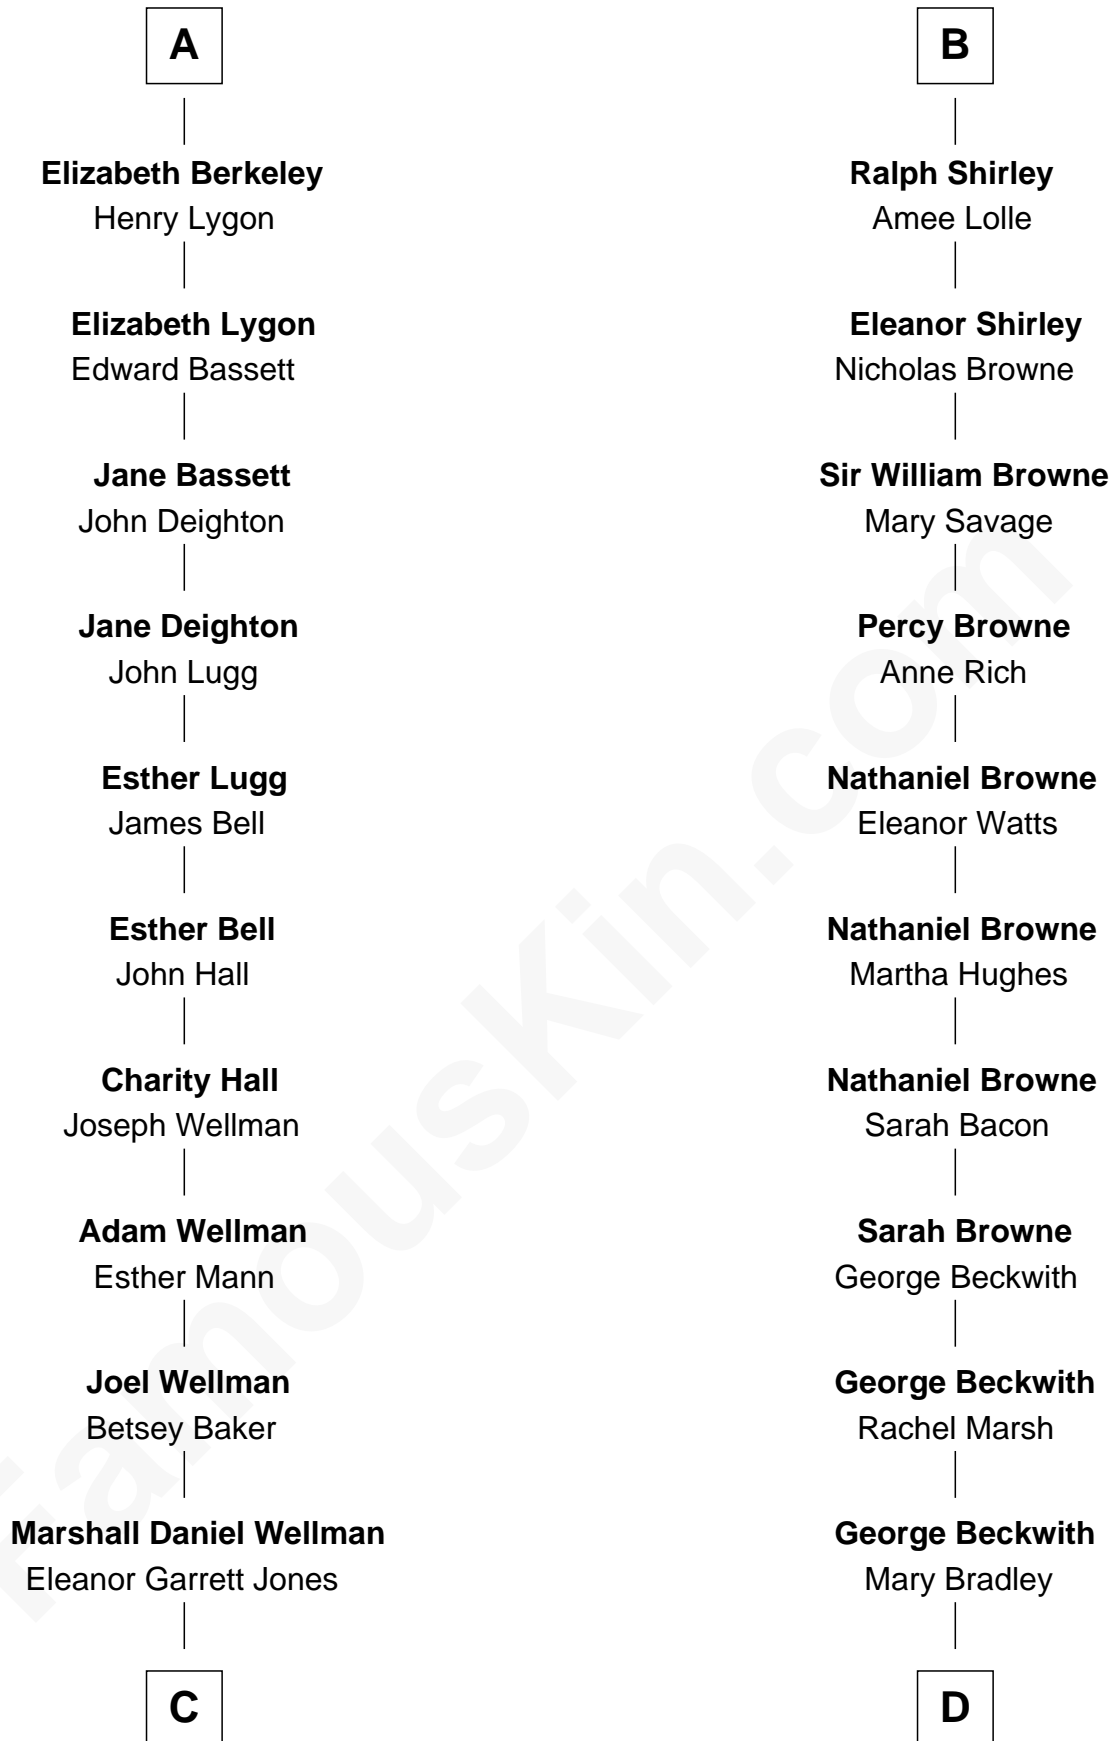 A
Elizabeth Berkeley
Henry Lygon
Elizabeth Lygon
Edward Bassett
Jane Bassett
John Deighton
Jane Deighton
John Lugg
Esther Lugg
James Bell
Esther Bell
John Hall
Charity Hall
Joseph Wellman
Adam Wellman
Esther Mann
Joel Wellman
Betsey Baker
Marshall Daniel Wellman
Eleanor Garrett Jones
C
B
Ralph Shirley
Amee Lolle
Eleanor Shirley
Nicholas Browne
Sir William Browne
Mary Savage
Percy Browne
Anne Rich
Nathaniel Browne
Eleanor Watts
Nathaniel Browne
Martha Hughes
Nathaniel Browne
Sarah Bacon
Sarah Browne
George Beckwith
George Beckwith
Rachel Marsh
George Beckwith
Mary Bradley
D
FamousKin.com